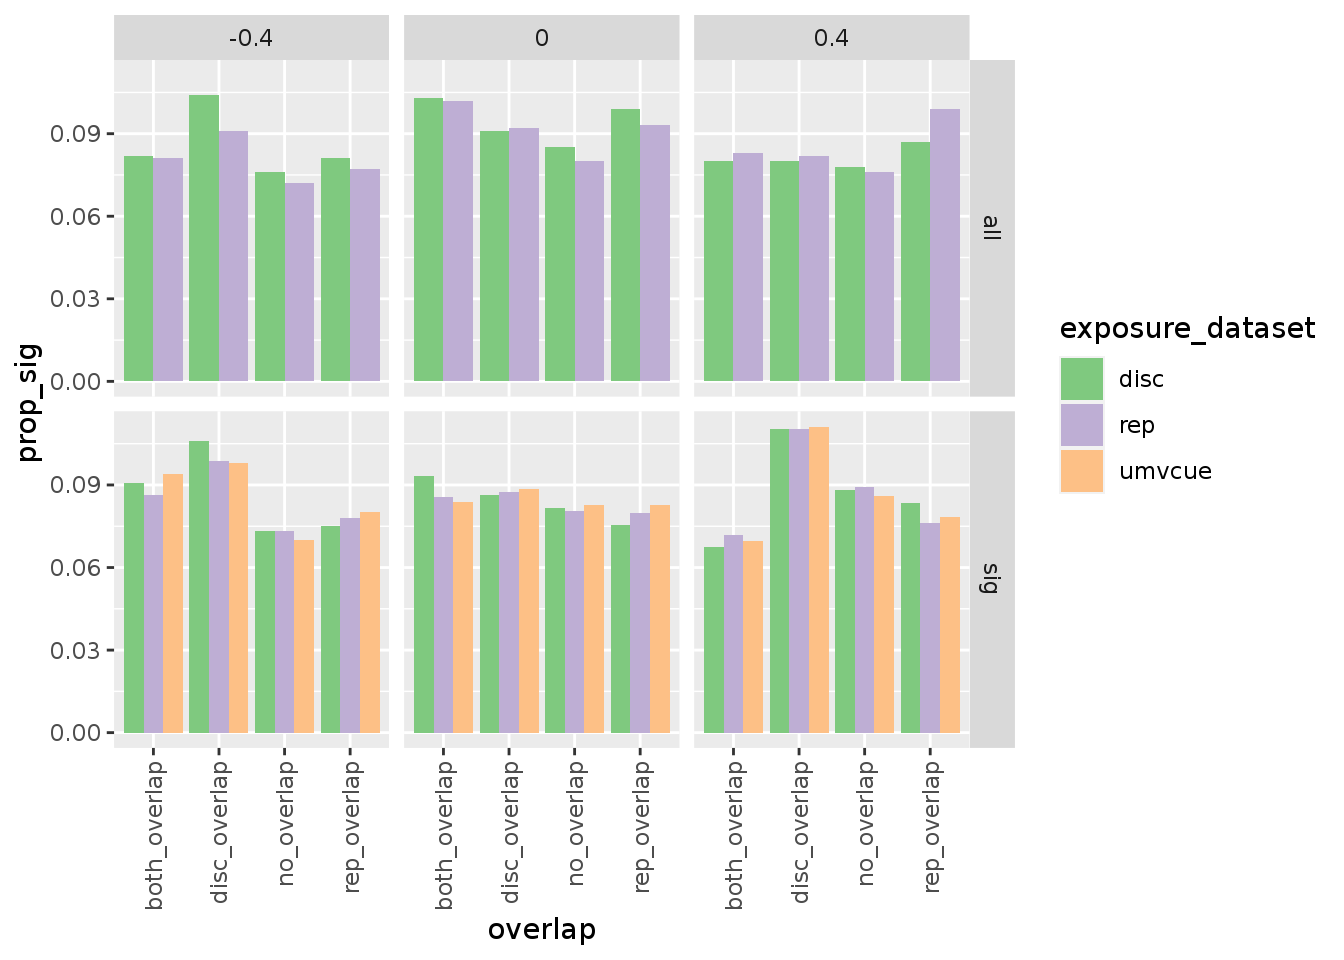 -0.4
0
0.4
0.09
0.06
0.03
0.00
all
0.09
0.06
0.03
0.00
sig
prop_sig
both_overlap
disc_overlap
no_overlap
rep_overlap
both_overlap
disc_overlap
no_overlap
rep_overlap
both_overlap
disc_overlap
no_overlap
rep_overlap
overlap
exposure_dataset
disc
rep
umvcue